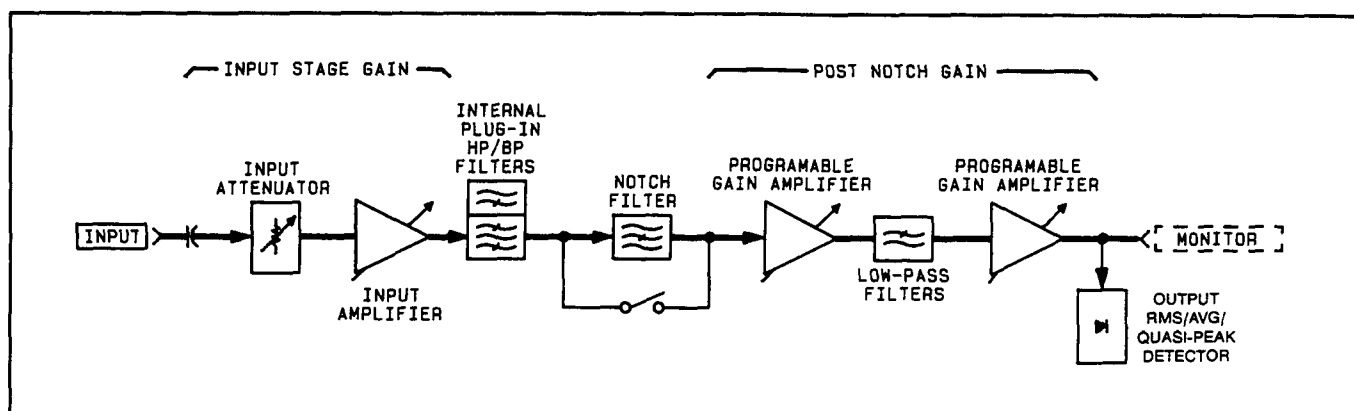 INPUT STAGE GAIN
POST NOTCH GAIN
INTERNAL
PLUG-IN
HP/BP
FILTERS
INPUT
ATTENUATOR
NOTCH
FILTER
PROGRAMABLE
GAIN AMPLIFIER
PROGRAMABLE
GAIN AMPLIFIER
INPUT
MONITOR
INPUT
AMPLIFIER
LOW-PASS
FILTERS
OUTPUT
RMS/AVG/
QUASI-PEAK
DETECTOR